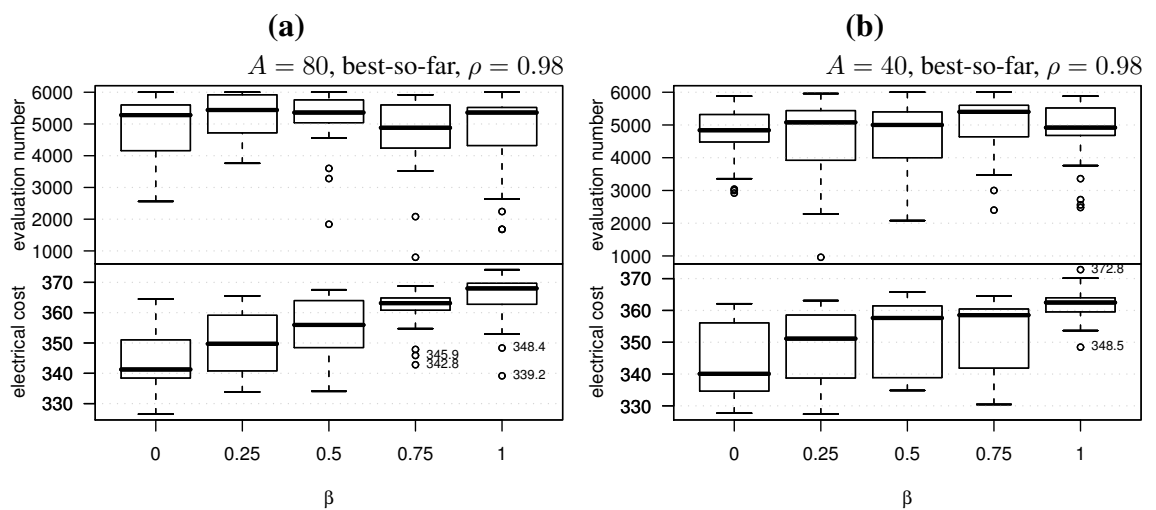 (a)
A = 80, best-so-far, ρ = 0.98
evaluation number
6000
5000
4000
3000
2000
1000
electrical cost
370
360
350
340
330
345.9
342.8
348.4
339.2
0 0.25 0.5 0.75 1
β
(b)
A = 40, best-so-far, ρ = 0.98
evaluation number
6000
5000
4000
3000
2000
1000
electrical cost
370
360
350
340
330
372.8
348.5
0 0.25 0.5 0.75 1
β